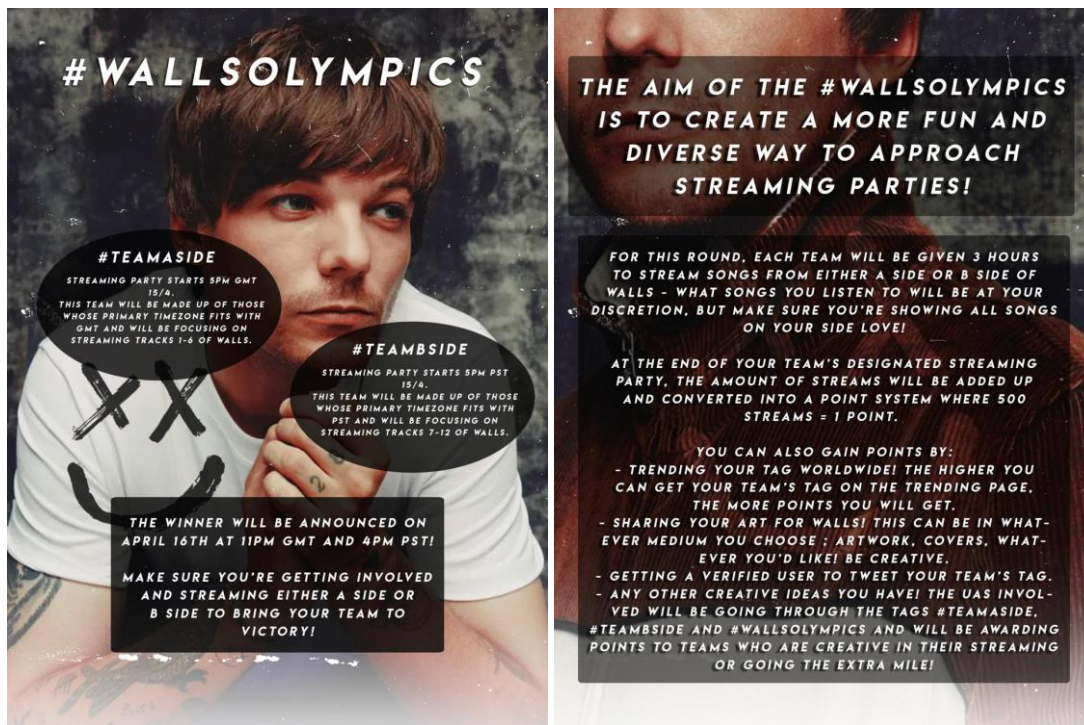 #WALLSOLYMPICS
#TEAMASIDE
STREAMING PARTY STARTS 5PM GMT
15/4.
THIS TEAM WILL BE MADE UP OF THOSE
WHOSE PRIMARY TIMEZONE FITS WITH
GMT AND WILL BE FOCUSING ON
STREAMING TRACKS 1-6 OF WALLS.
#TEAMBSIDE
STREAMING PARTY STARTS 5PM PST
15/4.
THIS TEAM WILL BE MADE UP OF THOSE
WHOSE PRIMARY TIMEZONE FITS WITH
PST AND WILL BE FOCUSING ON
STREAMING TRACKS 7-12 OF WALLS.
THE WINNER WILL BE ANNOUNCED ON
APRIL 16TH AT 11PM GMT AND 4PM PST!
MAKE SURE YOU'RE GETTING INVOLVED
AND STREAMING EITHER A SIDE OR
B SIDE TO BRING YOUR TEAM TO
VICTORY!
THE AIM OF THE #WALLSOLYMPICS
IS TO CREATE A MORE FUN AND
DIVERSE WAY TO APPROACH
STREAMING PARTIES!
FOR THIS ROUND, EACH TEAM WILL BE GIVEN 3 HOURS
TO STREAM SONGS FROM EITHER A SIDE OR B SIDE OF
WALLS - WHAT SONGS YOU LISTEN TO WILL BE AT YOUR
DISCRETION, BUT MAKE SURE YOU'RE SHOWING ALL SONGS
ON YOUR SIDE LOVE!
AT THE END OF YOUR TEAM'S DESIGNATED STREAMING
PARTY, THE AMOUNT OF STREAMS WILL BE ADDED UP
AND CONVERTED INTO A POINT SYSTEM WHERE 500
STREAMS = 1 POINT.
YOU CAN ALSO GAIN POINTS BY:
- TRENDING YOUR TAG WORLDWIDE! THE HIGHER YOU
CAN GET YOUR TEAM'S TAG ON THE TRENDING PAGE,
THE MORE POINTS YOU WILL GET.
- SHARING YOUR ART FOR WALLS! THIS CAN BE IN WHAT-
EVER MEDIUM YOU CHOOSE ; ARTWORK, COVERS, WHAT-
EVER YOU'D LIKE! BE CREATIVE.
- GETTING A VERIFIED USER TO TWEET YOUR TEAM'S TAG.
- ANY OTHER CREATIVE IDEAS YOU HAVE! THE UAS INVOL-
VED WILL BE GOING THROUGH THE TAGS #TEAMASIDE,
#TEAMBSIDE AND #WALLSOLYMPICS AND WILL BE AWARDING
POINTS TO TEAMS WHO ARE CREATIVE IN THEIR STREAMING
OR GOING THE EXTRA MILE!